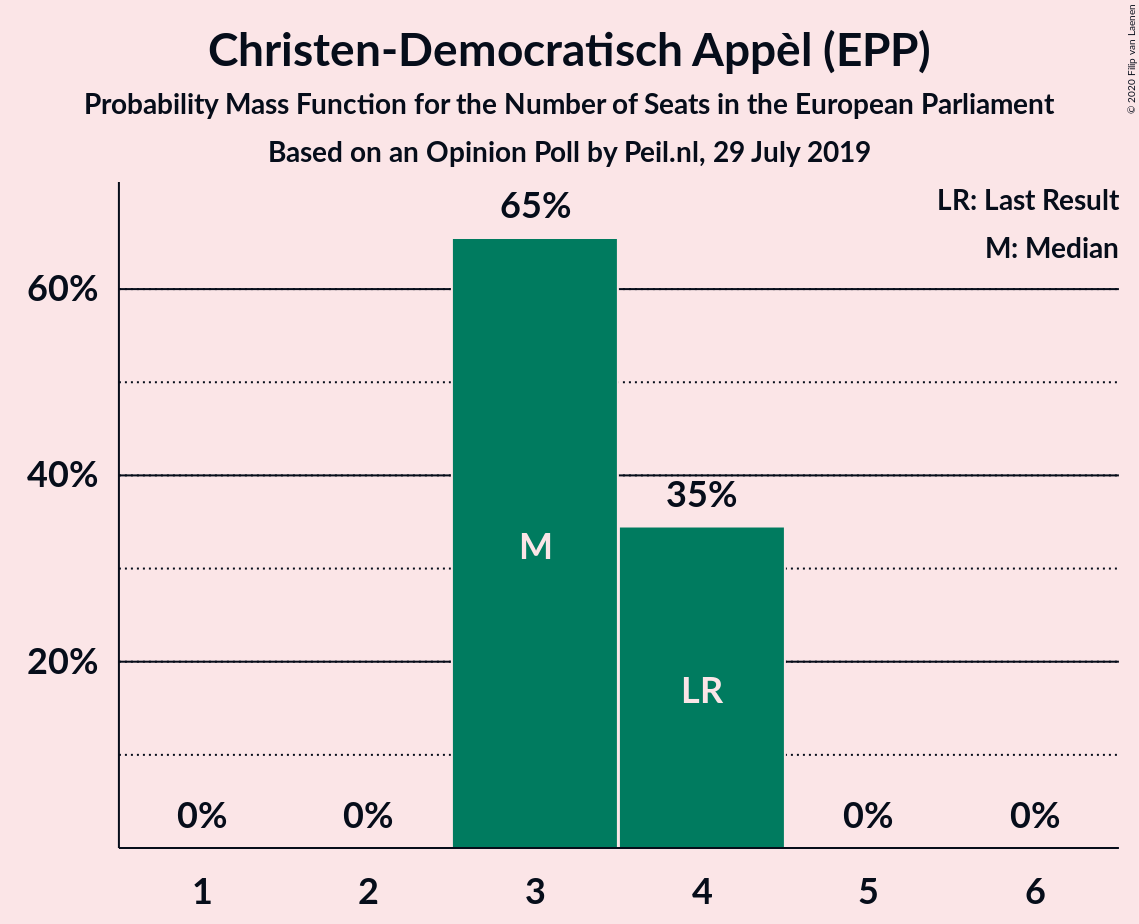 Christen-Democratisch Appèl (EPP)
Probability Mass Function for the Number of Seats in the European Parliament
Based on an Opinion Poll by Peil.nl, 29 July 2019
© 2020 Filip van Laenen
LR: Last Result
M: Median
65%
60%
40%
35%
M
20%
LR
0% 0% 0% 0%
1 2 3 4 5 6